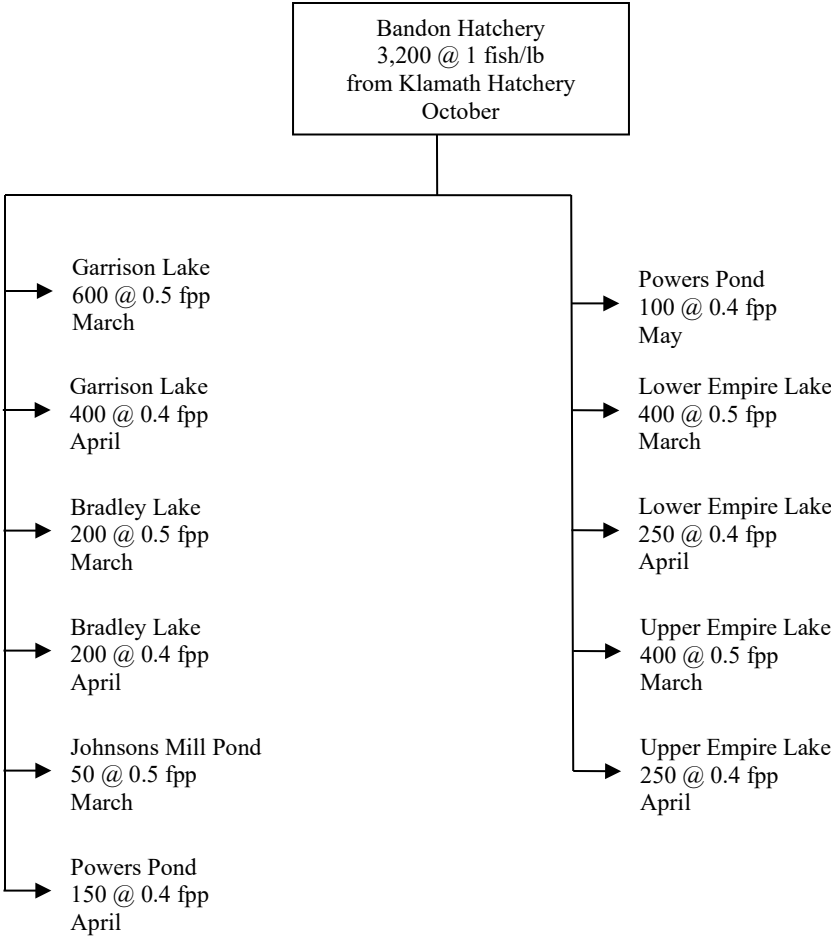 Bandon Hatchery
3,200 @ 1 fish/lb
from Klamath Hatchery
October
Garrison Lake
600 @ 0.5 fpp
March
Garrison Lake
400 @ 0.4 fpp
April
Bradley Lake
200 @ 0.5 fpp
March
Bradley Lake
200 @ 0.4 fpp
April
Johnsons Mill Pond
50 @ 0.5 fpp
March
Powers Pond
150 @ 0.4 fpp
April
Powers Pond
100 @ 0.4 fpp
May
Lower Empire Lake
400 @ 0.5 fpp
March
Lower Empire Lake
250 @ 0.4 fpp
April
Upper Empire Lake
400 @ 0.5 fpp
March
Upper Empire Lake
250 @ 0.4 fpp
April